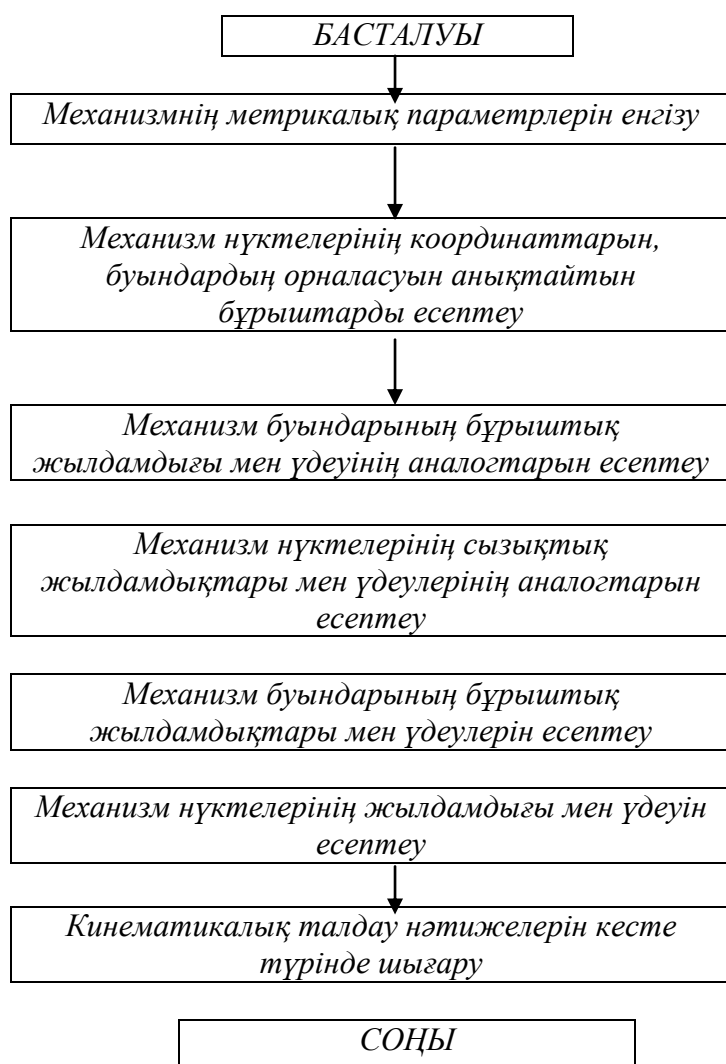 БАСТАЛУЫ
Механизмнің метрикалық параметрлерін енгізу
Механизм нүктелерінің координаттарын,
буындардың орналасуын анықтайтын
бұрыштарды есептеу
Механизм буындарының бұрыштық
жылдамдығы мен үдеуінің аналогтарын есептеу
Механизм нүктелерінің сызықтық
жылдамдықтары мен үдеулерінің аналогтарын
есептеу
Механизм буындарының бұрыштық
жылдамдықтары мен үдеулерін есептеу
Механизм нүктелерінің жылдамдығы мен үдеуін
есептеу
Кинематикалық талдау нәтижелерін кесте
түрінде шығару
СОҢЫ